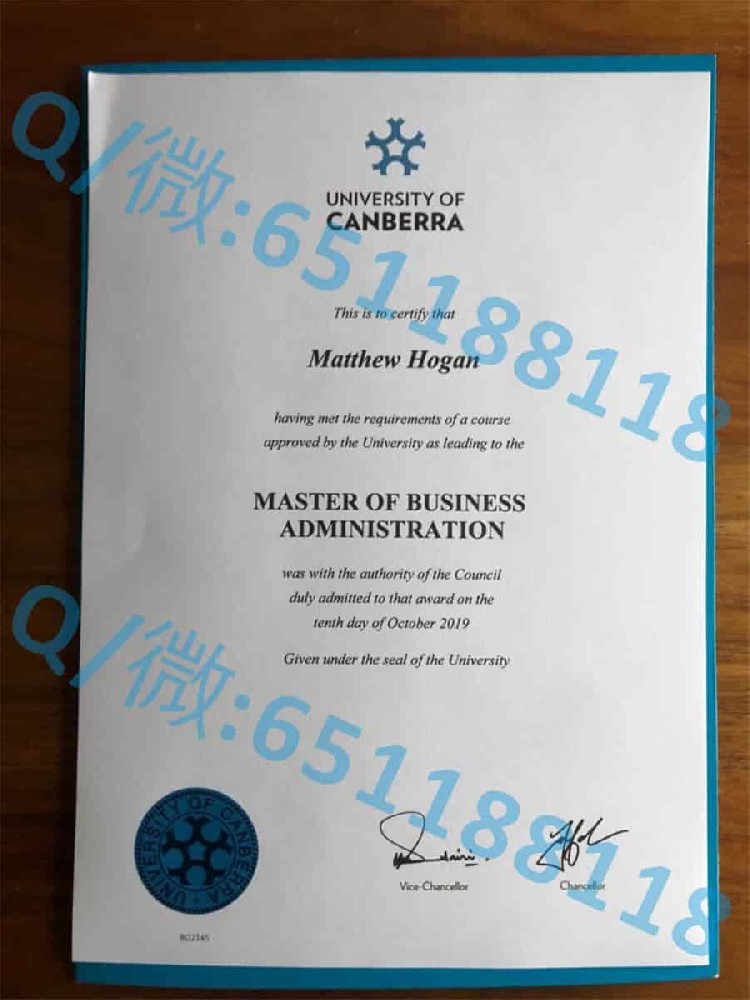 UNIVERSITY OF
CANBERRA
This is to certify that
Matthew Hogan
Q/微:651188118
having met the requirements of a course
approved by the University as leading to the
MASTER OF BUSINESS
ADMINISTRATION
was with the authority of the Council
duly admitted to that award on the
tenth day of October 2019
Given under the seal of the University
Q/微:651188118
UNIVERSITY OF CANBERRA
Vice-Chancellor
Chancellor